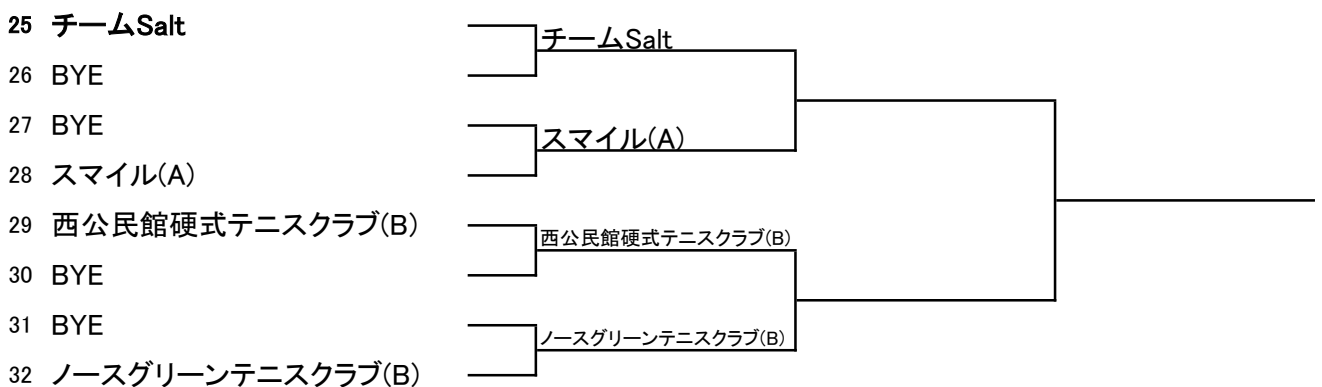 25 チームSalt
チームSalt
26 BYE
27 BYE
スマイル(A)
28 スマイル(A)
29 西公民館硬式テニスクラブ(B)
西公民館硬式テニスクラブ(B)
30 BYE
31 BYE
ノースグリーンテニスクラブ(B)
32 ノースグリーンテニスクラブ(B)